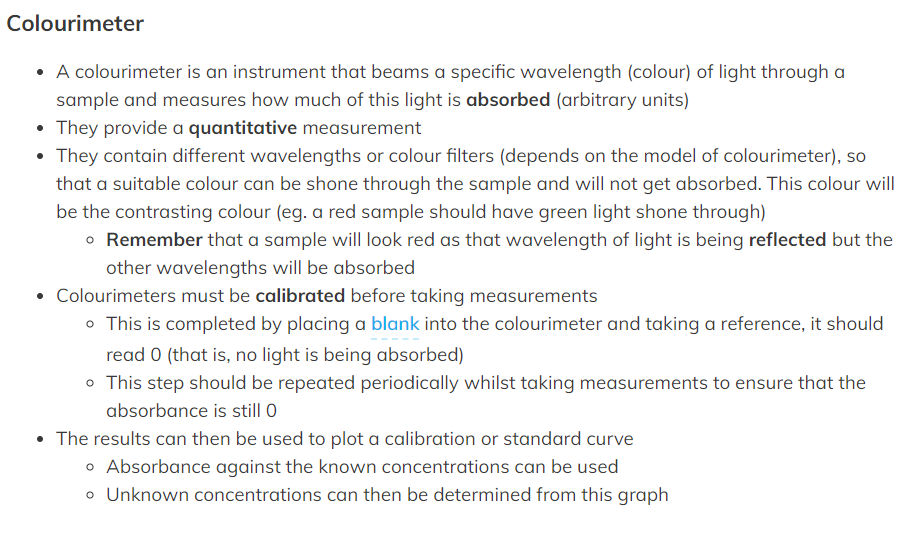 Colourimeter
• A colourimeter is an instrument that beams a specific wavelength (colour) of light through a
sample and measures how much of this light is absorbed (arbitrary units)
• They provide a quantitative measurement
• They contain different wavelengths or colour filters (depends on the model of colourimeter), so
that a suitable colour can be shone through the sample and will not get absorbed. This colour will
be the contrasting colour (eg. a red sample should have green light shone through)
◦ Remember that a sample will look red as that wavelength of light is being reflected but the
other wavelengths will be absorbed
• Colourimeters must be calibrated before taking measurements
◦ This is completed by placing a blank into the colourimeter and taking a reference, it should
read 0 (that is, no light is being absorbed)
◦ This step should be repeated periodically whilst taking measurements to ensure that the
absorbance is still 0
• The results can then be used to plot a calibration or standard curve
◦ Absorbance against the known concentrations can be used
◦ Unknown concentrations can then be determined from this graph